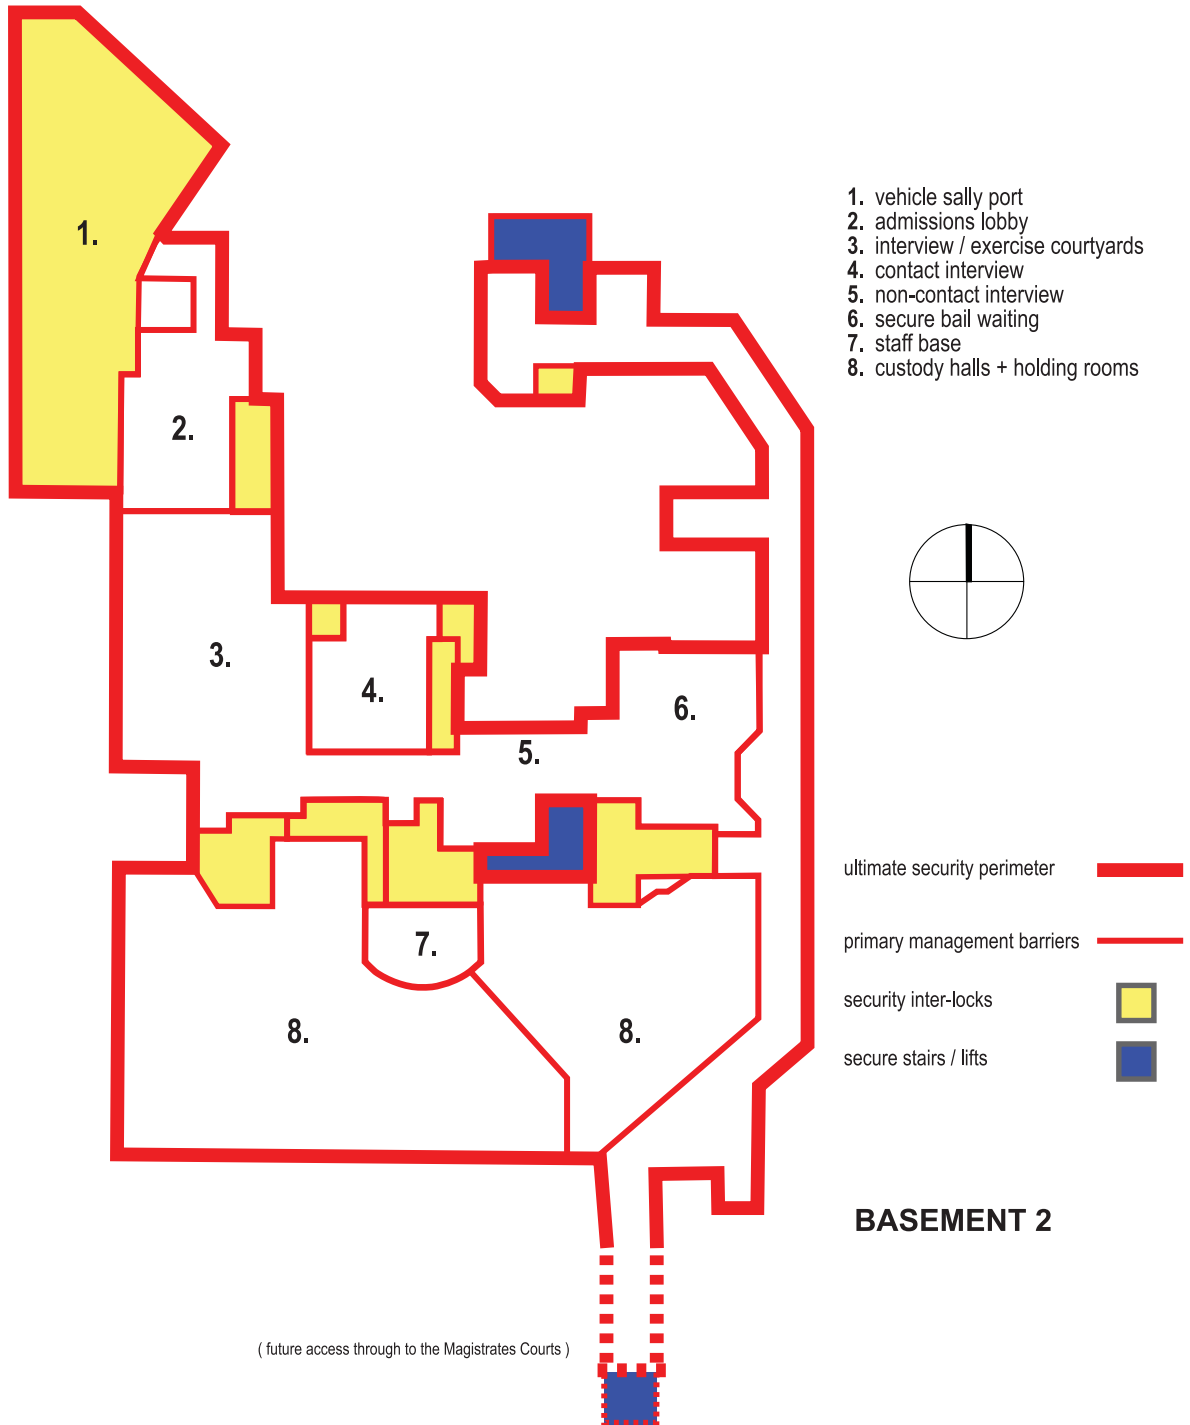 1. vehicle sally port
2. admissions lobby
3. interview / exercise courtyards
4. contact interview
5. non-contact interview
6. secure bail waiting
7. staff base
8. custody halls + holding rooms
1.
2.
3.
4.
5.
6.
7.
8.
8.
ultimate security perimeter
primary management barriers
security inter-locks
secure stairs / lifts
BASEMENT 2
( future access through to the Magistrates Courts )